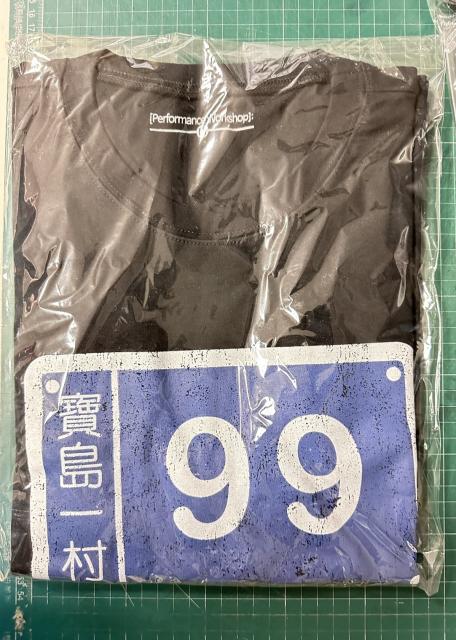 [Performance Workshop]:
寶島一村
99